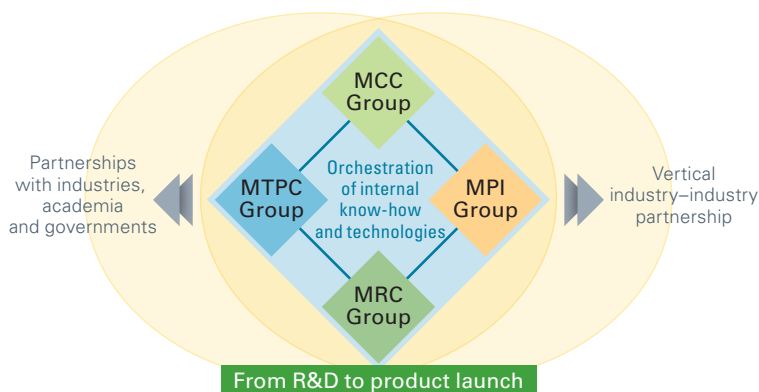 MCC
Group
Partnerships
with industries,
academia
and governments
MTPC
Group
Orchestration
of internal
know-how
and technologies
MPI
Group
Vertical
industry–industry
partnership
MRC
Group
From R&D to product launch